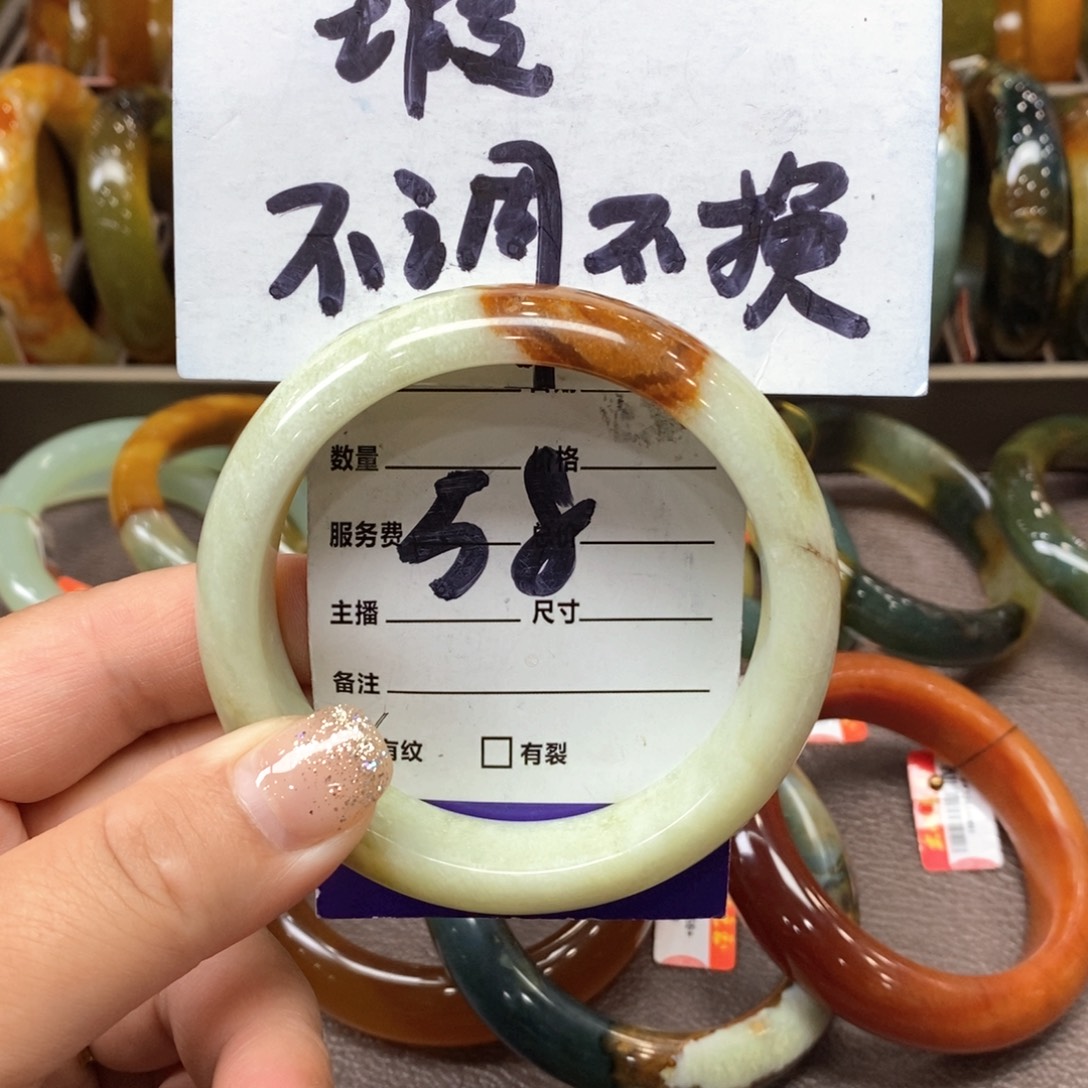 瑕
不调不换
数量 价格
58
服务费
主播 尺寸
备注
有纹 有裂